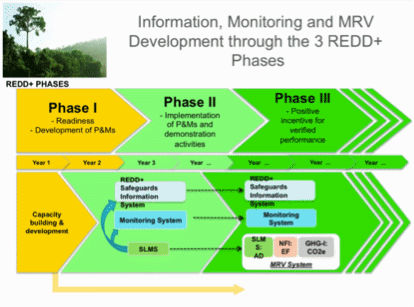 Information, Monitoring and MRV
Development through the 3 REDD+
Phases
REDD+ PHASES
Phase I
- Readiness
- Development of P&Ms
Phase II
- Implementation
of P&Ms and
demonstration
activities
Phase III
- Positive
incentive for
verified
performance
Year 1
Year 2
Year 3
Year ...
Year ...
Year ...
Year ...
Capacity
building &
development
REDD+
Safeguards
Information
System
Monitoring System
SLMS
REDD+
Safeguards
Information
System
Monitoring
System
SLM
S:
AD
NFI:
EF
GHG-I:
CO2e
MRV System